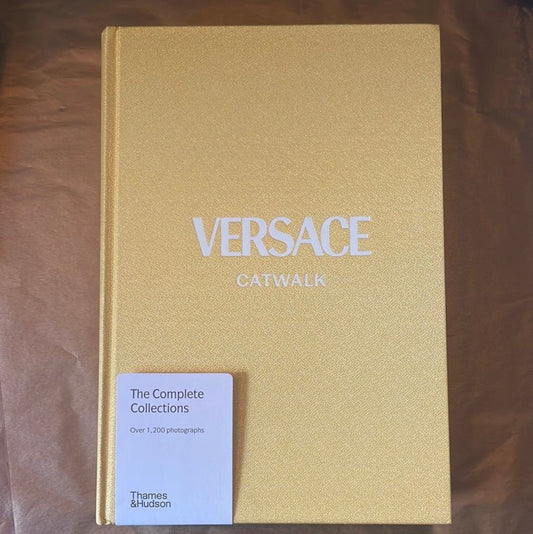 VERSACE
CATWALK
The Complete
Collections
Over 1,200 photographs
Thames
&Hudson